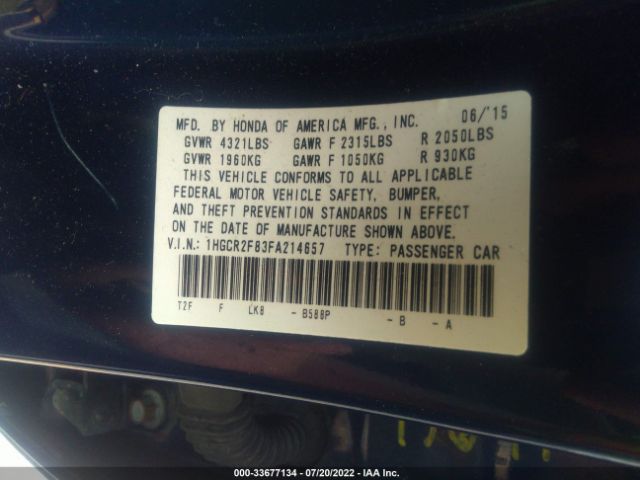 MFD. BY HONDA OF AMERICA MFG., INC. 06/'15
GVWR 4321LBS GAWR F 2315LBS R 2050LBS
GVWR 1960KG GAWR F 1050KG R 930KG
THIS VEHICLE CONFORMS TO ALL APPLICABLE
FEDERAL MOTOR VEHICLE SAFETY, BUMPER,
AND THEFT PREVENTION STANDARDS IN EFFECT
ON THE DATE OF MANUFACTURE SHOWN ABOVE.
V.I.N.: 1HGCR2F83FA214657 TYPE: PASSENGER CAR
T2F F LKB - B588P - B - A
000-33677134 / 07/20/2022 - IAA Inc.